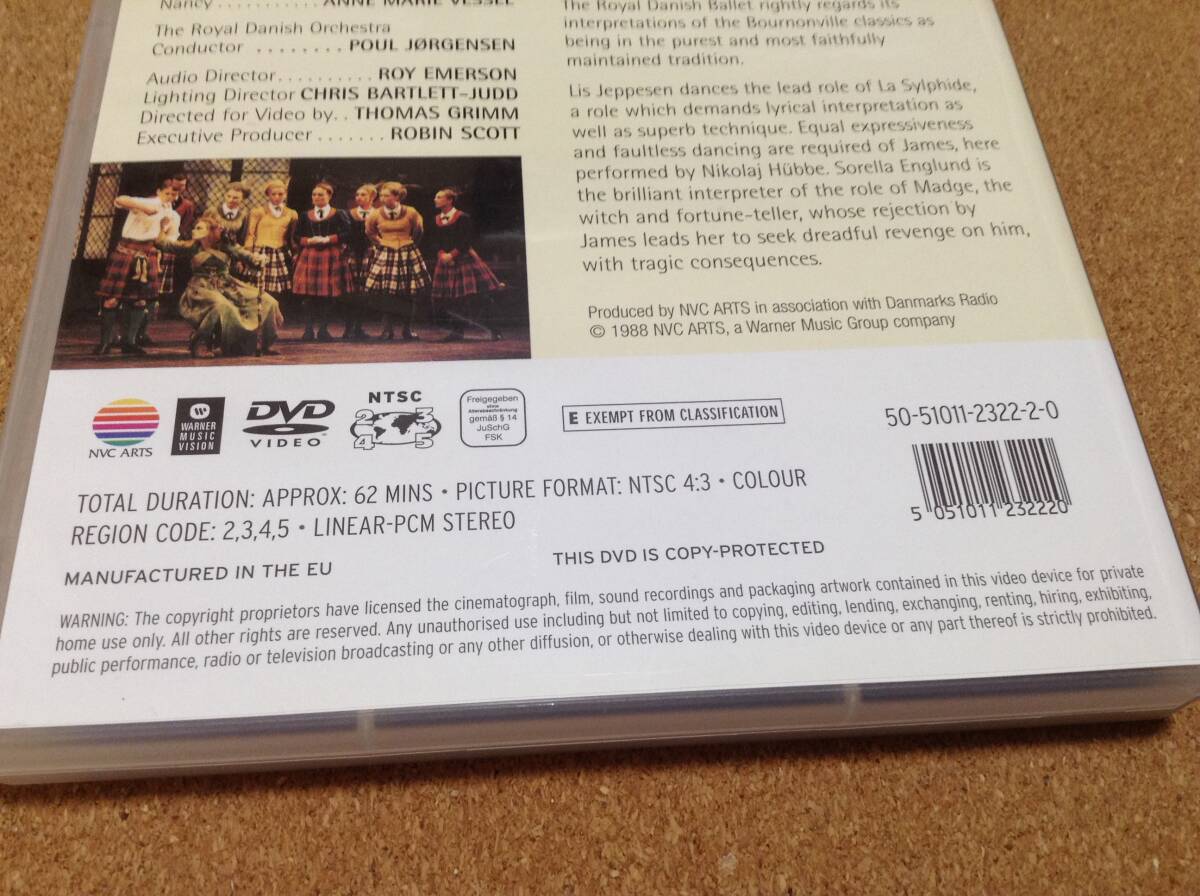 Nancy ............ ANNE MARIE VESSEL
The Royal Danish Orchestra
Conductor ........ POUL JØRGENSEN
Audio Director.......... ROY EMERSON
Lighting Director CHRIS BARTLETT-JUDD
Directed for Video by.. THOMAS GRIMM
Executive Producer ....... ROBIN SCOTT
The Royal Danish Ballet rightly regards its
interpretations of the Bournonville classics as
being in the purest and most faithfully
maintained tradition.
Lis Jeppesen dances the lead role of La Sylphide,
a role which demands lyrical interpretation as
well as superb technique. Equal expressiveness
and faultless dancing are required of James, here
performed by Nikolaj Hübbe. Sorella Englund is
the brilliant interpreter of the role of Madge, the
witch and fortune-teller, whose rejection by
James leads her to seek dreadful revenge on him,
with tragic consequences.
Produced by NVC ARTS in association with Danmarks Radio
© 1988 NVC ARTS, a Warner Music Group company
NVC ARTS
WARNER
MUSIC
VISION
DVD
VIDEO™
NTSC
2 3
4 5
Freigegeben
ohne
Altersbeschränkung
gemäß § 14
JuSchG
FSK
E EXEMPT FROM CLASSIFICATION
50-51011-2322-2-0
5 051011 232220
TOTAL DURATION: APPROX: 62 MINS • PICTURE FORMAT: NTSC 4:3 • COLOUR
REGION CODE: 2,3,4,5 • LINEAR-PCM STEREO
MANUFACTURED IN THE EU
THIS DVD IS COPY-PROTECTED
WARNING: The copyright proprietors have licensed the cinematograph, film, sound recordings and packaging artwork contained in this video device for private
home use only. All other rights are reserved. Any unauthorised use including but not limited to copying, editing, lending, exchanging, renting, hiring, exhibiting,
public performance, radio or television broadcasting or any other diffusion, or otherwise dealing with this video device or any part thereof is strictly prohibited.